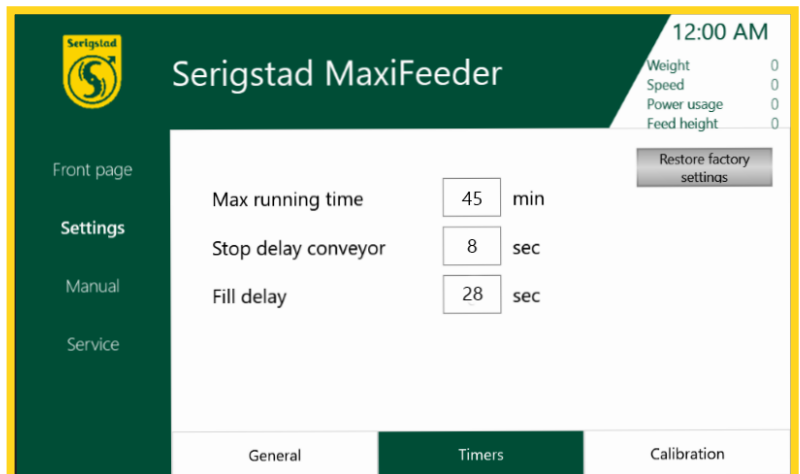 Serigstad
12:00 AM
Serigstad MaxiFeeder
Weight 0
Speed 0
Power usage 0
Feed height 0
Front page
Settings
Manual
Service
Restore factory
settings
Max running time 45 min
Stop delay conveyor 8 sec
Fill delay 28 sec
General
Timers
Calibration